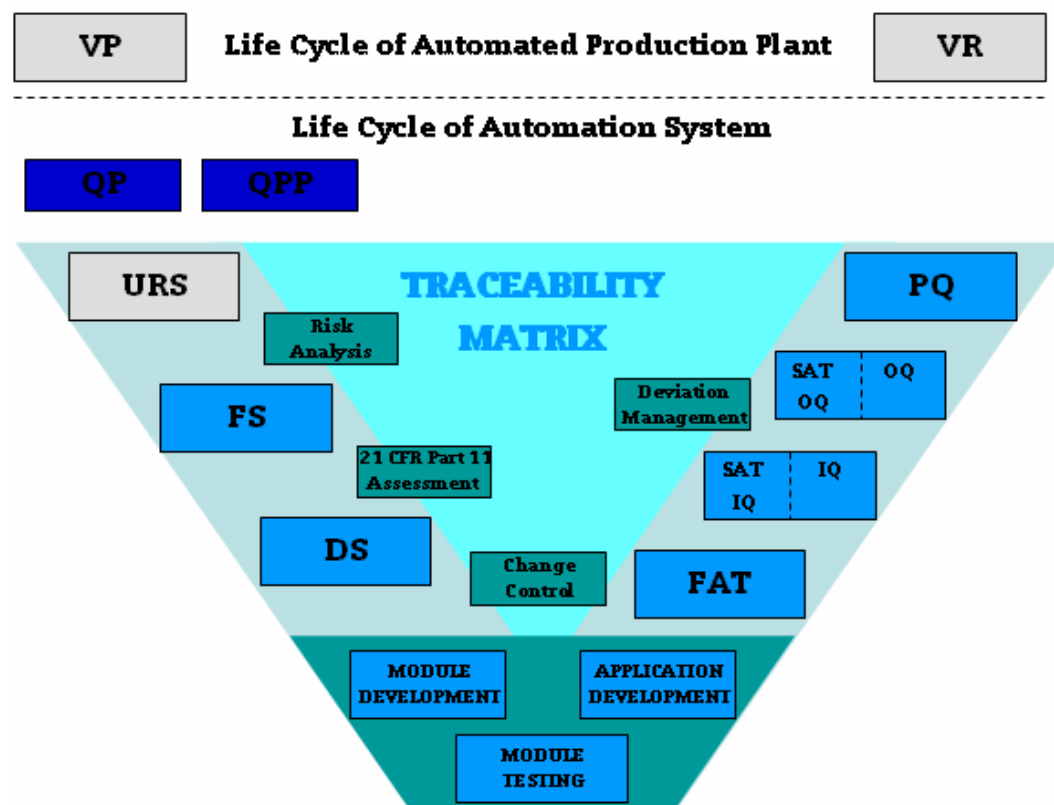 VP
Life Cycle of Automated Production Plant
VR
Life Cycle of Automation System
QP
QPP
URS
TRACEABILITY
MATRIX
PQ
Risk
Analysis
SAT
OQ
OQ
Deviation
Management
FS
21 CFR Part 11
Assessment
SAT
IQ
IQ
DS
Change
Control
FAT
MODULE
DEVELOPMENT
APPLICATION
DEVELOPMENT
MODULE
TESTING